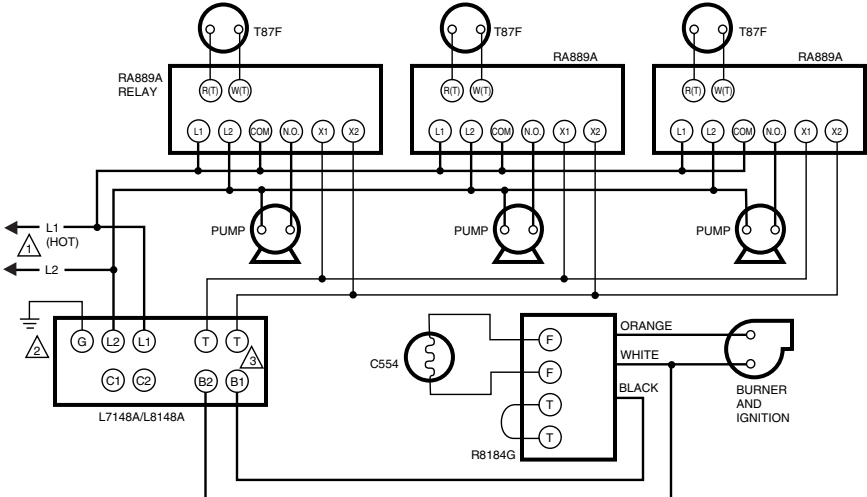 T87F T87F T87F
RA889A
RELAY
RA889A RA889A
R(T) W(T) R(T) W(T) R(T) W(T)
L1 L2 COM N.O. X1 X2 L1 L2 COM N.O. X1 X2 L1 L2 COM N.O. X1 X2
PUMP PUMP PUMP
L1
(HOT)
1
L2
2
G L2 L1 T T
3
C1 C2 B2 B1
L7148A/L8148A
C554
F
F
T
T
R8184G
ORANGE
WHITE
BLACK
BURNER
AND
IGNITION